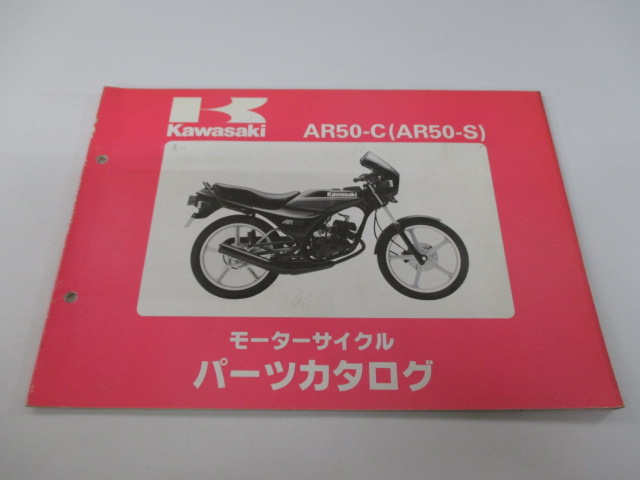 Kawasaki
AR50-C(AR50-S)
Kawasaki
AR
モーターサイクル
パーツカタログ